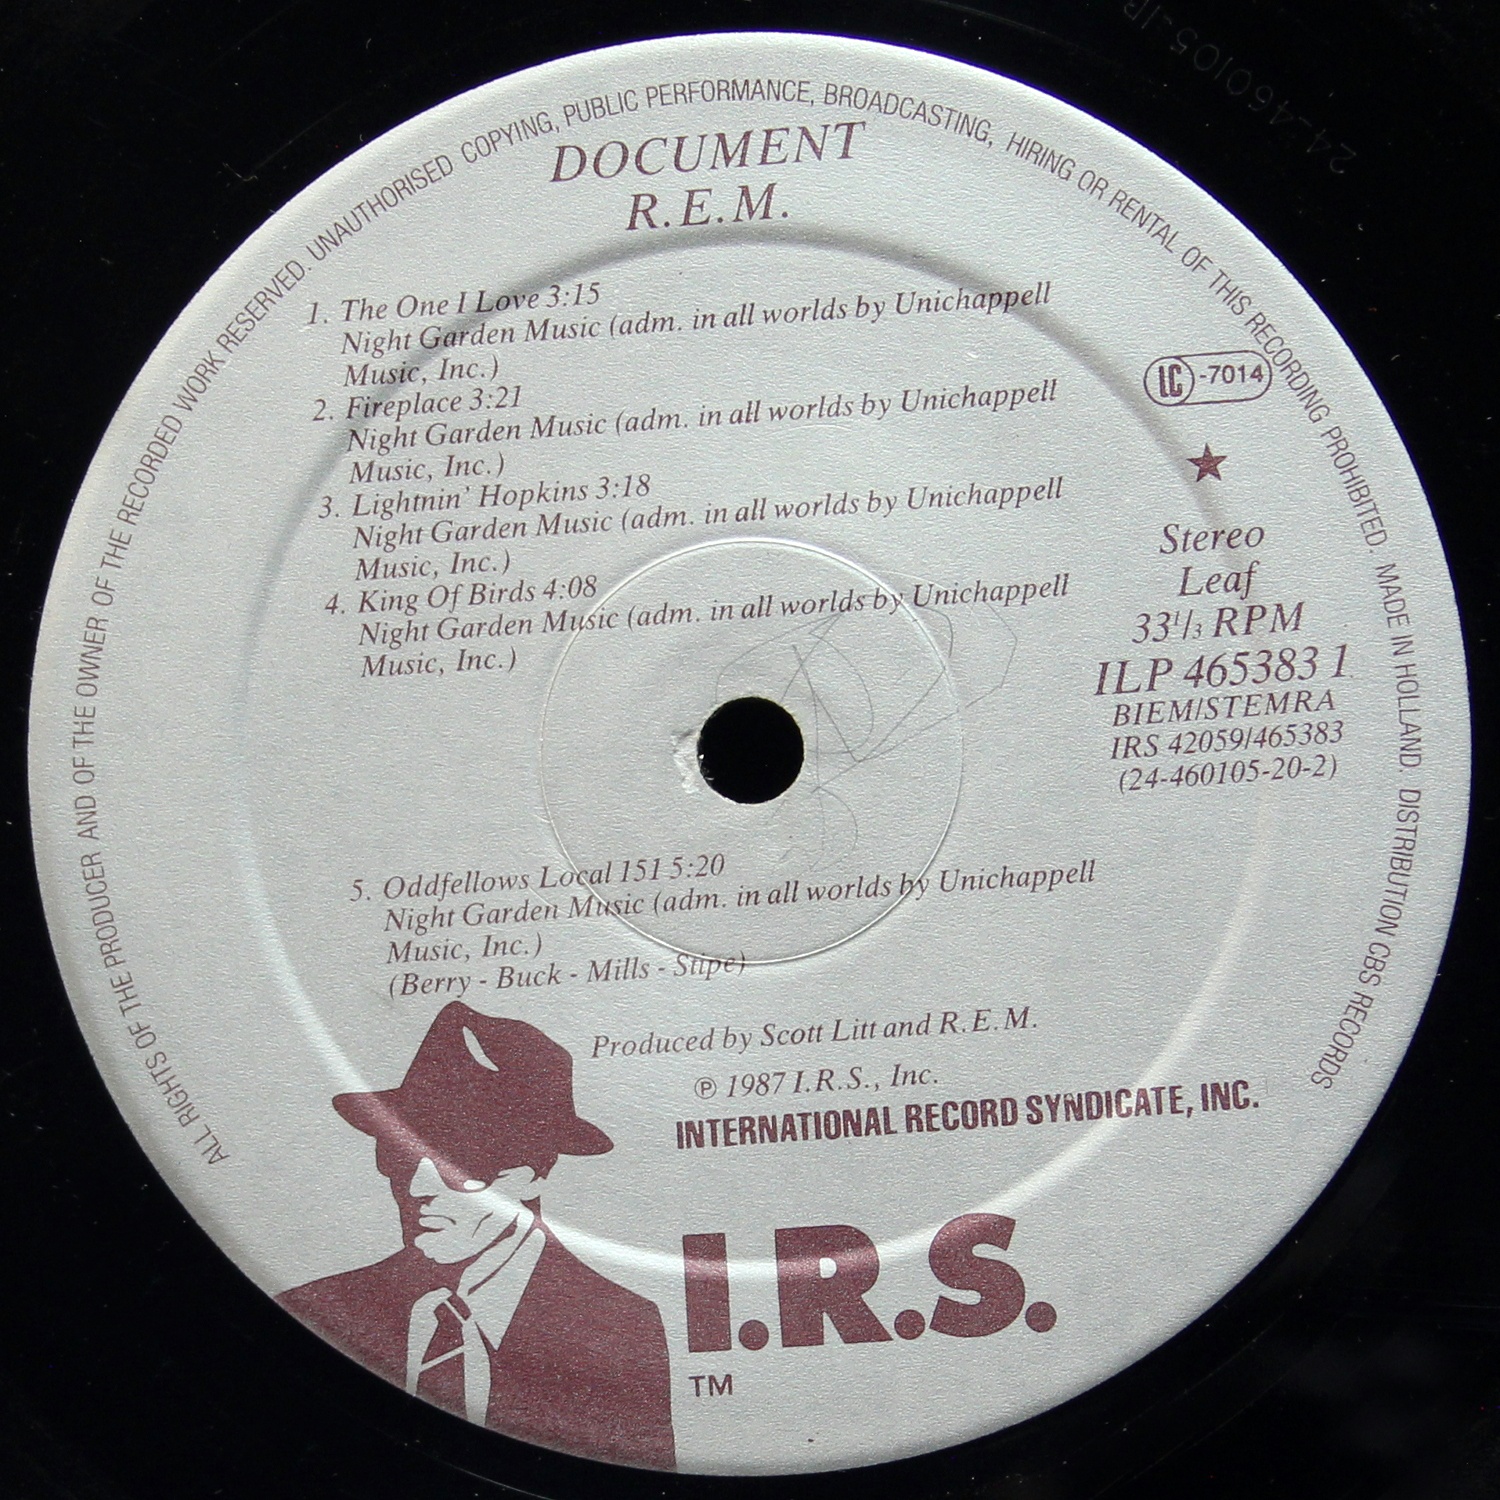 ALL RIGHTS OF THE PRODUCER AND OF THE OWNER OF THE RECORDED WORK RESERVED. UNAUTHORISED COPYING, PUBLIC PERFORMANCE, BROADCASTING, HIRING OR RENTAL OF THIS RECORDING PROHIBITED. MADE IN HOLLAND. DISTRIBUTION CBS RECORDS
DOCUMENT
R.E.M.
1. The One I Love 3:15
Night Garden Music (adm. in all worlds by Unichappell
Music, Inc.)
2. Fireplace 3:21
Night Garden Music (adm. in all worlds by Unichappell
Music, Inc.)
3. Lightnin' Hopkins 3:18
Night Garden Music (adm. in all worlds by Unichappell
Music, Inc.)
4. King Of Birds 4:08
Night Garden Music (adm. in all worlds by Unichappell
Music, Inc.)
LC-7014
Stereo
Leaf
33 1/3 RPM
ILP 465383 1
BIEM/STEMRA
IRS 42059/465383
(24-460105-20-2)
5. Oddfellows Local 151 5:20
Night Garden Music (adm. in all worlds by Unichappell
Music, Inc.)
(Berry - Buck - Mills - Stipe)
Produced by Scott Litt and R.E.M.
℗ 1987 I.R.S., Inc.
INTERNATIONAL RECORD SYNDICATE, INC.
I.R.S.
TM